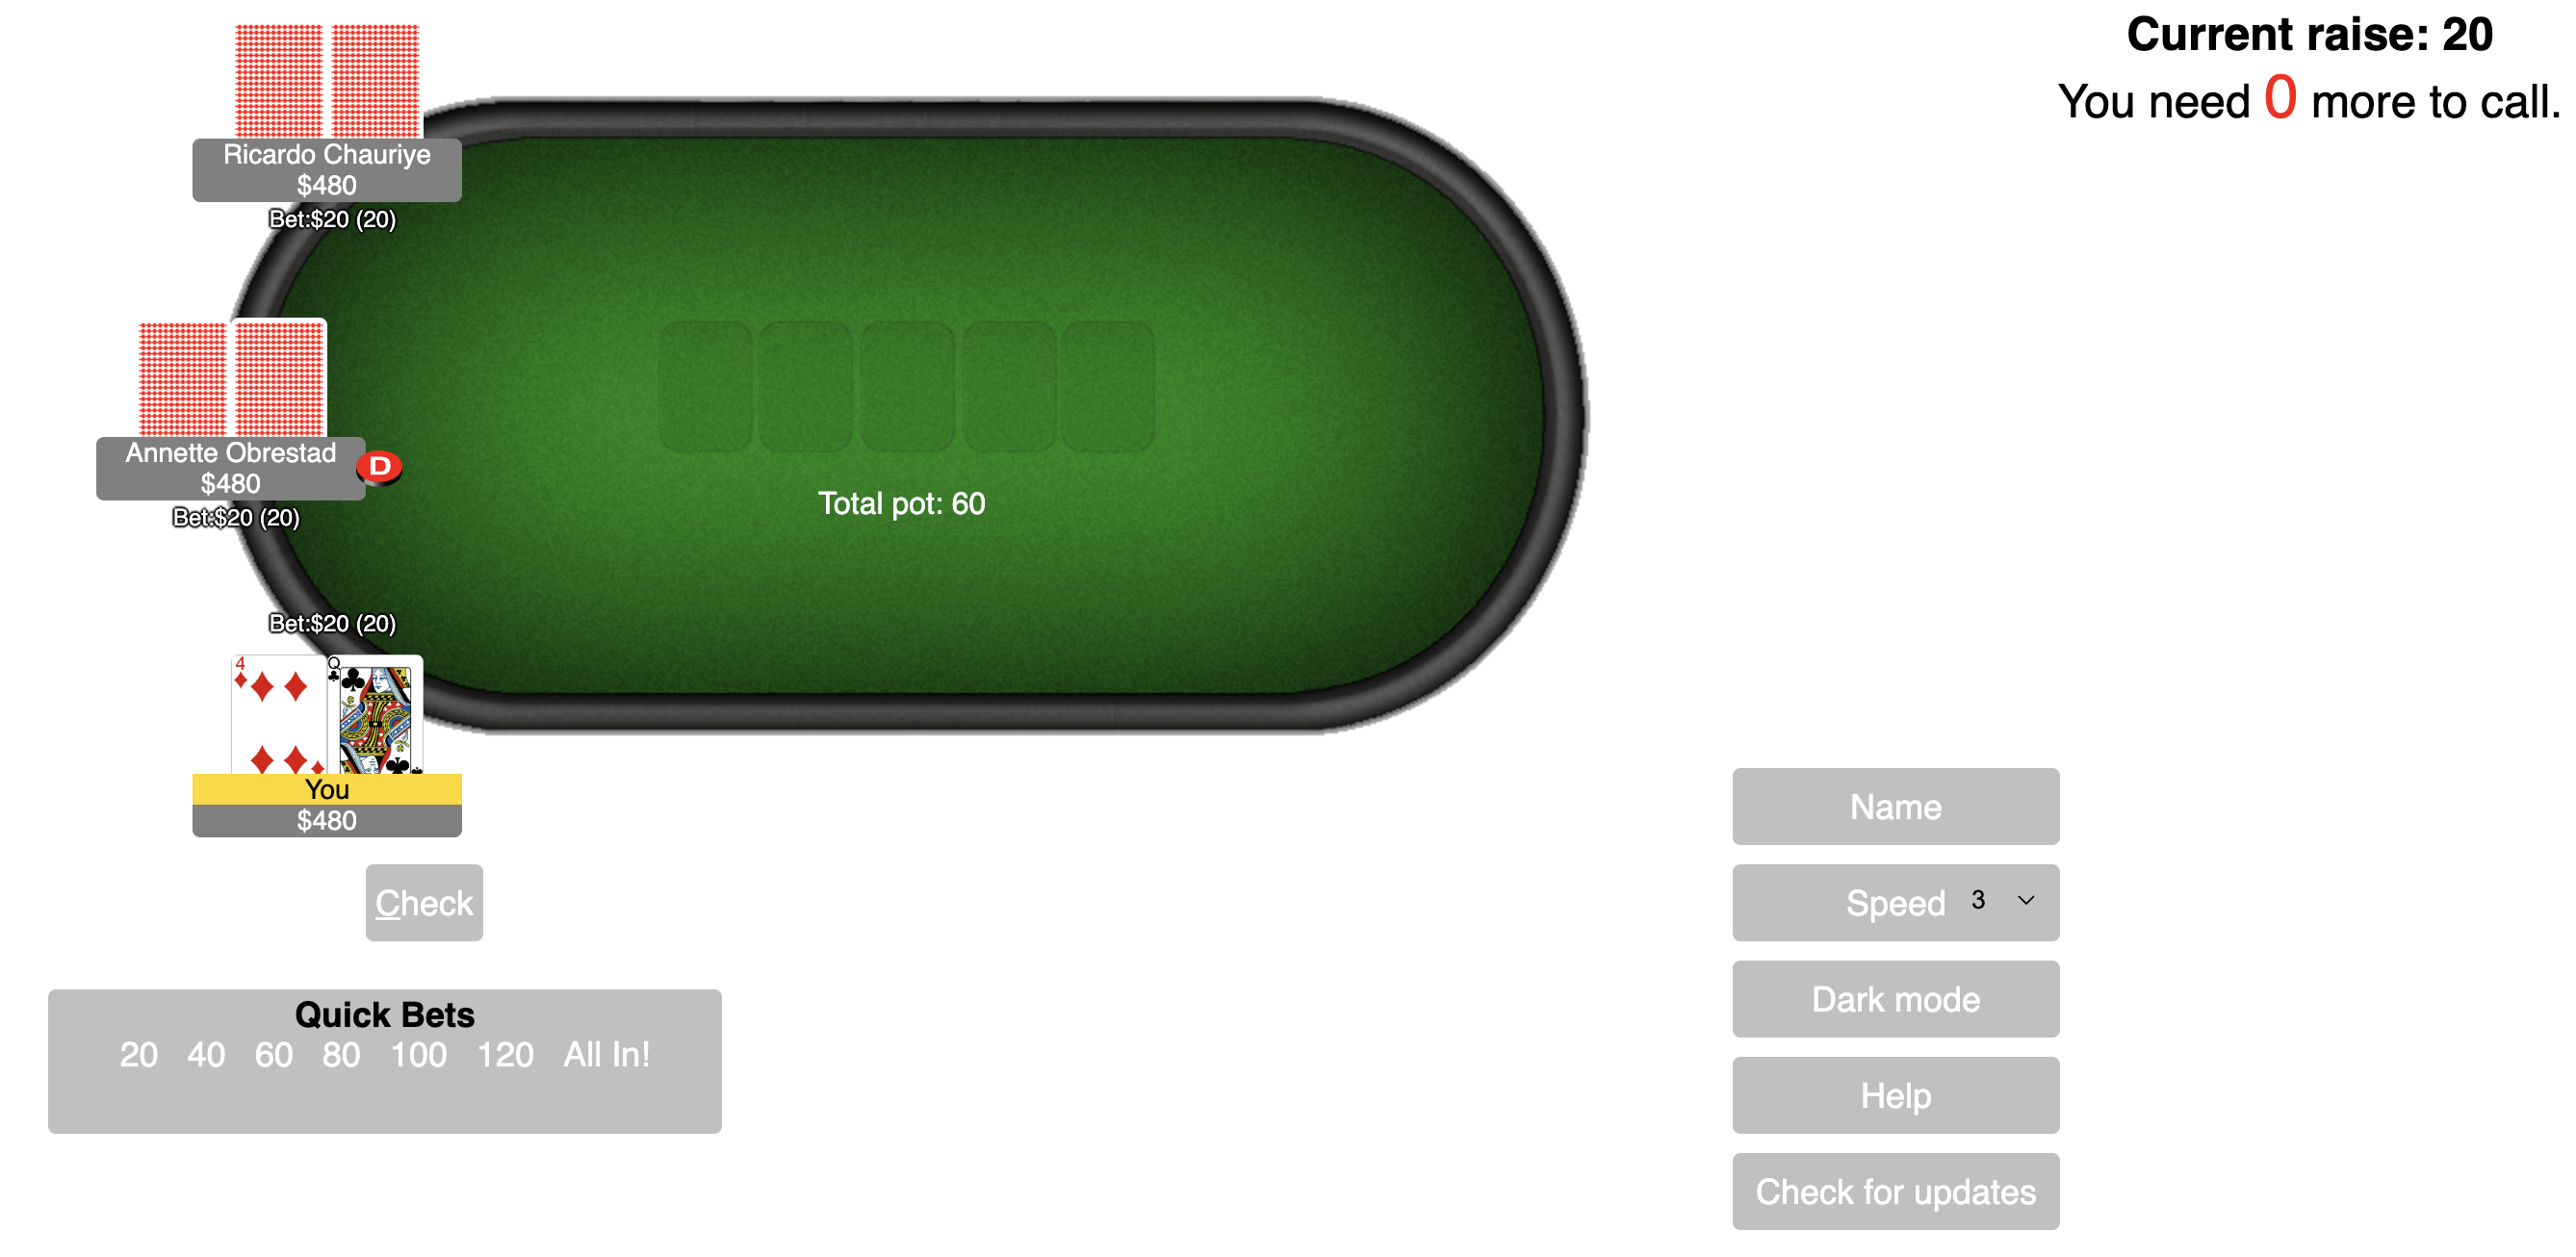 Current raise: 20
You need 0 more to call.
Ricardo Chauriye
$480
Bet:$20 (20)
Annette Obrestad
$480
D
Bet:$20 (20)
Total pot: 60
Bet:$20 (20)
4 Q
You
$480
Check
Quick Bets
20 40 60 80 100 120 All In!
Name
Speed 3
Dark mode
Help
Check for updates